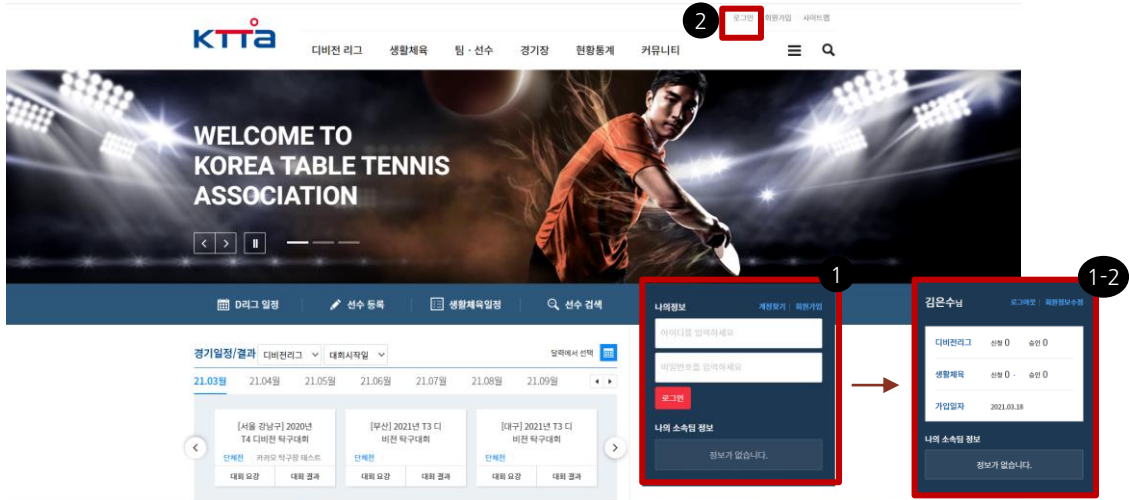 2
로그인 회원가입 사이트맵
KTTa
디비전 리그 생활체육 팀 · 선수 경기장 현황통계 커뮤니티
WELCOME TO
KOREA TABLE TENNIS
ASSOCIATION
1
1-2
D리그 일정 선수 등록 생활체육일정 선수 검색
경기일정/결과 디비전리그 대회시작일 달력에서 선택
21.03월 21.04월 21.05월 21.06월 21.07월 21.08월 21.09월
[서울 강남구] 2020년
T4 디비전 탁구대회
단체전 카카오 탁구장 테스트
대회 요강 대회 결과
[부산] 2021년 T3 디
비전 탁구대회
단체전
대회 요강 대회 결과
[대구] 2021년 T3 디
비전 탁구대회
단체전
대회 요강 대회 결과
나의정보 계정찾기 회원가입
아이디를 입력하세요
비밀번호를 입력하세요
로그인
나의 소속팀 정보
정보가 없습니다.
김은수님 로그아웃 회원정보수정
디비전리그 신청 0 승인 0
생활체육 신청 0 · 승인 0
가입일자 2021.03.18
나의 소속팀 정보
정보가 없습니다.